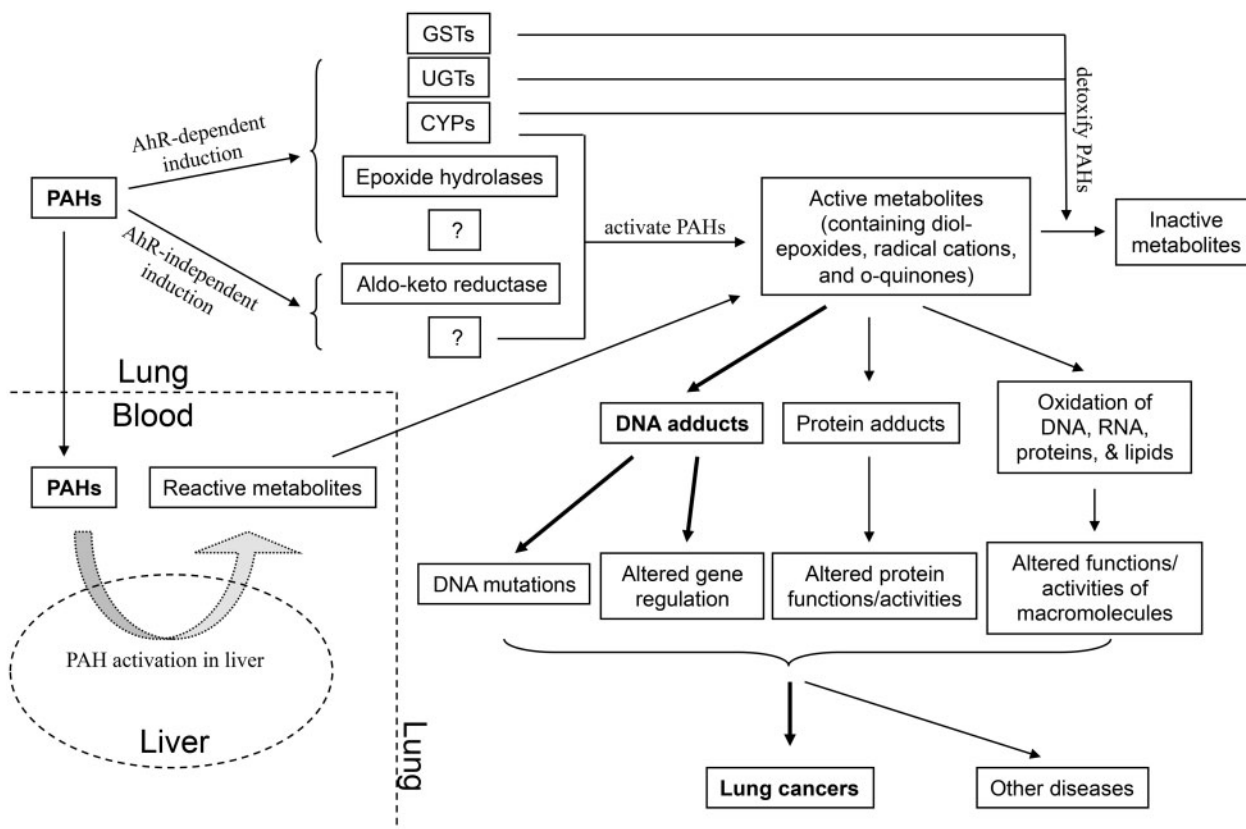 GSTs
UGTs
CYPs
Epoxide hydrolases
?
Aldo-keto reductase
?
PAHs
AhR-dependent
induction
AhR-independent
induction
activate PAHs
detoxify PAHs
Active metabolites
(containing diol-
epoxides, radical cations,
and o-quinones)
Inactive
metabolites
Lung
Blood
PAHs
Reactive metabolites
PAH activation in liver
Liver
Lung
DNA adducts
Protein adducts
Oxidation of
DNA, RNA,
proteins, & lipids
DNA mutations
Altered gene
regulation
Altered protein
functions/activities
Altered functions/
activities of
macromolecules
Lung cancers
Other diseases